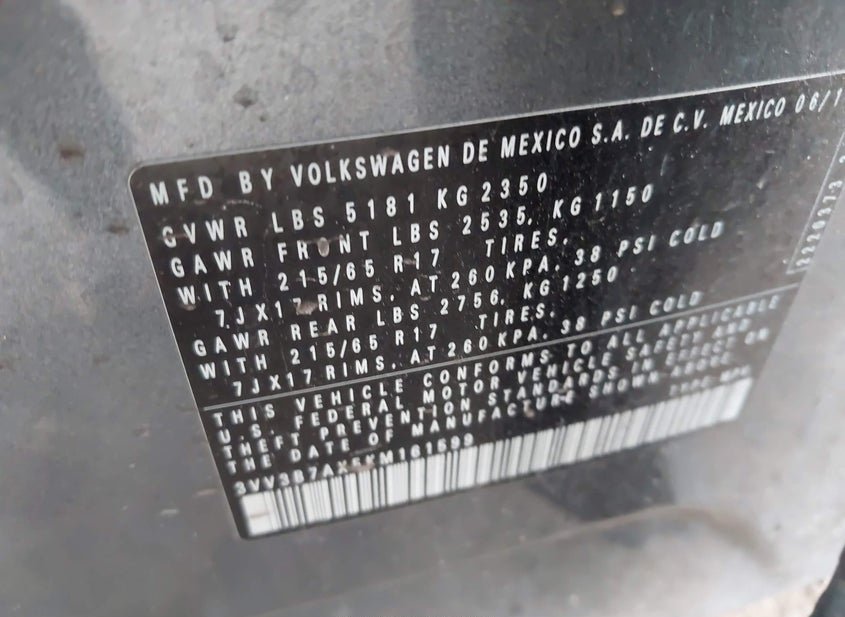 MFD BY VOLKSWAGEN DE MEXICO S.A. DE C.V. MEXICO 06/1
GVWR LBS 5181 KG 2350
GAWR FRONT LBS 2535, KG 1150
WITH 215/65 R17 TIRES,
7JX17 RIMS, AT 260 KPA, 38 PSI COLD
GAWR REAR LBS 2756, KG 1250
WITH 215/65 R17 TIRES,
7JX17 RIMS, AT 260 KPA, 38 PSI COLD
THIS VEHICLE CONFORMS TO ALL APPLICABLE
U.S. FEDERAL MOTOR VEHICLE SAFETY AND
THEFT PREVENTION STANDARDS IN EFFECT ON
THE DATE OF MANUFACTURE SHOWN ABOVE.
3VV3B7AX5KM161599